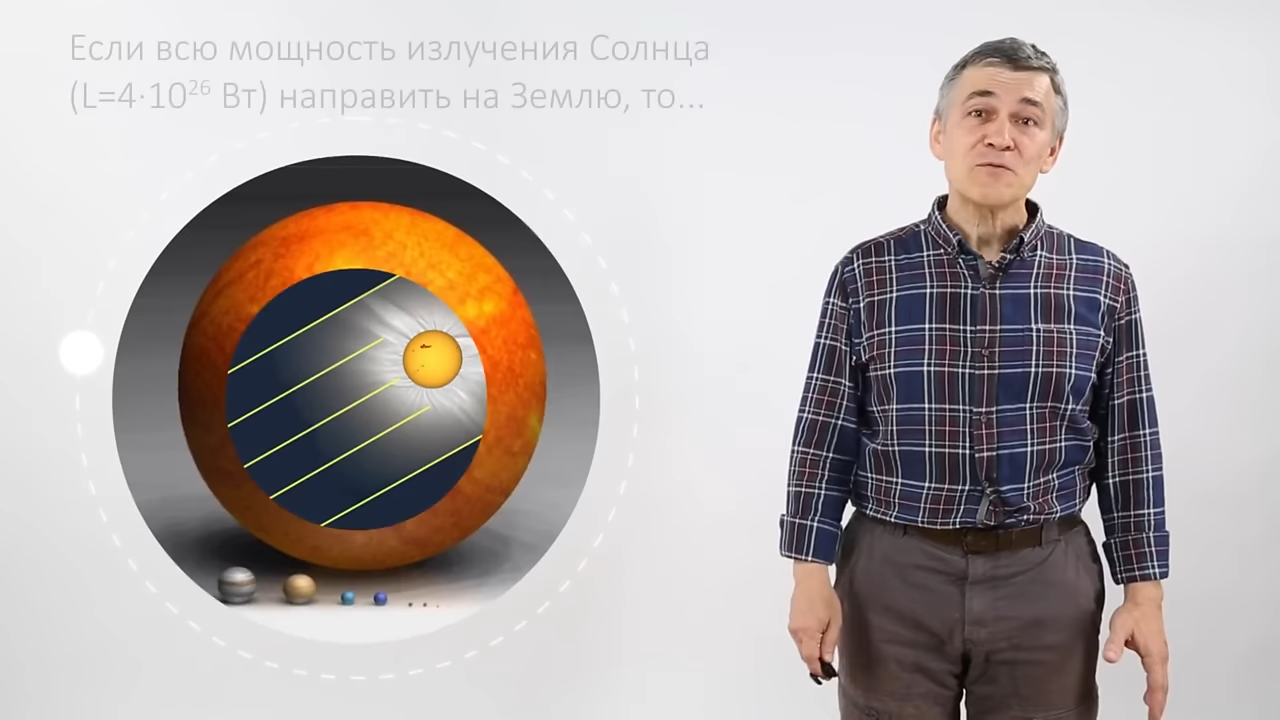 Если всю мощность излучения Солнца
(L=4·10²⁶ Вт) направить на Землю, то...